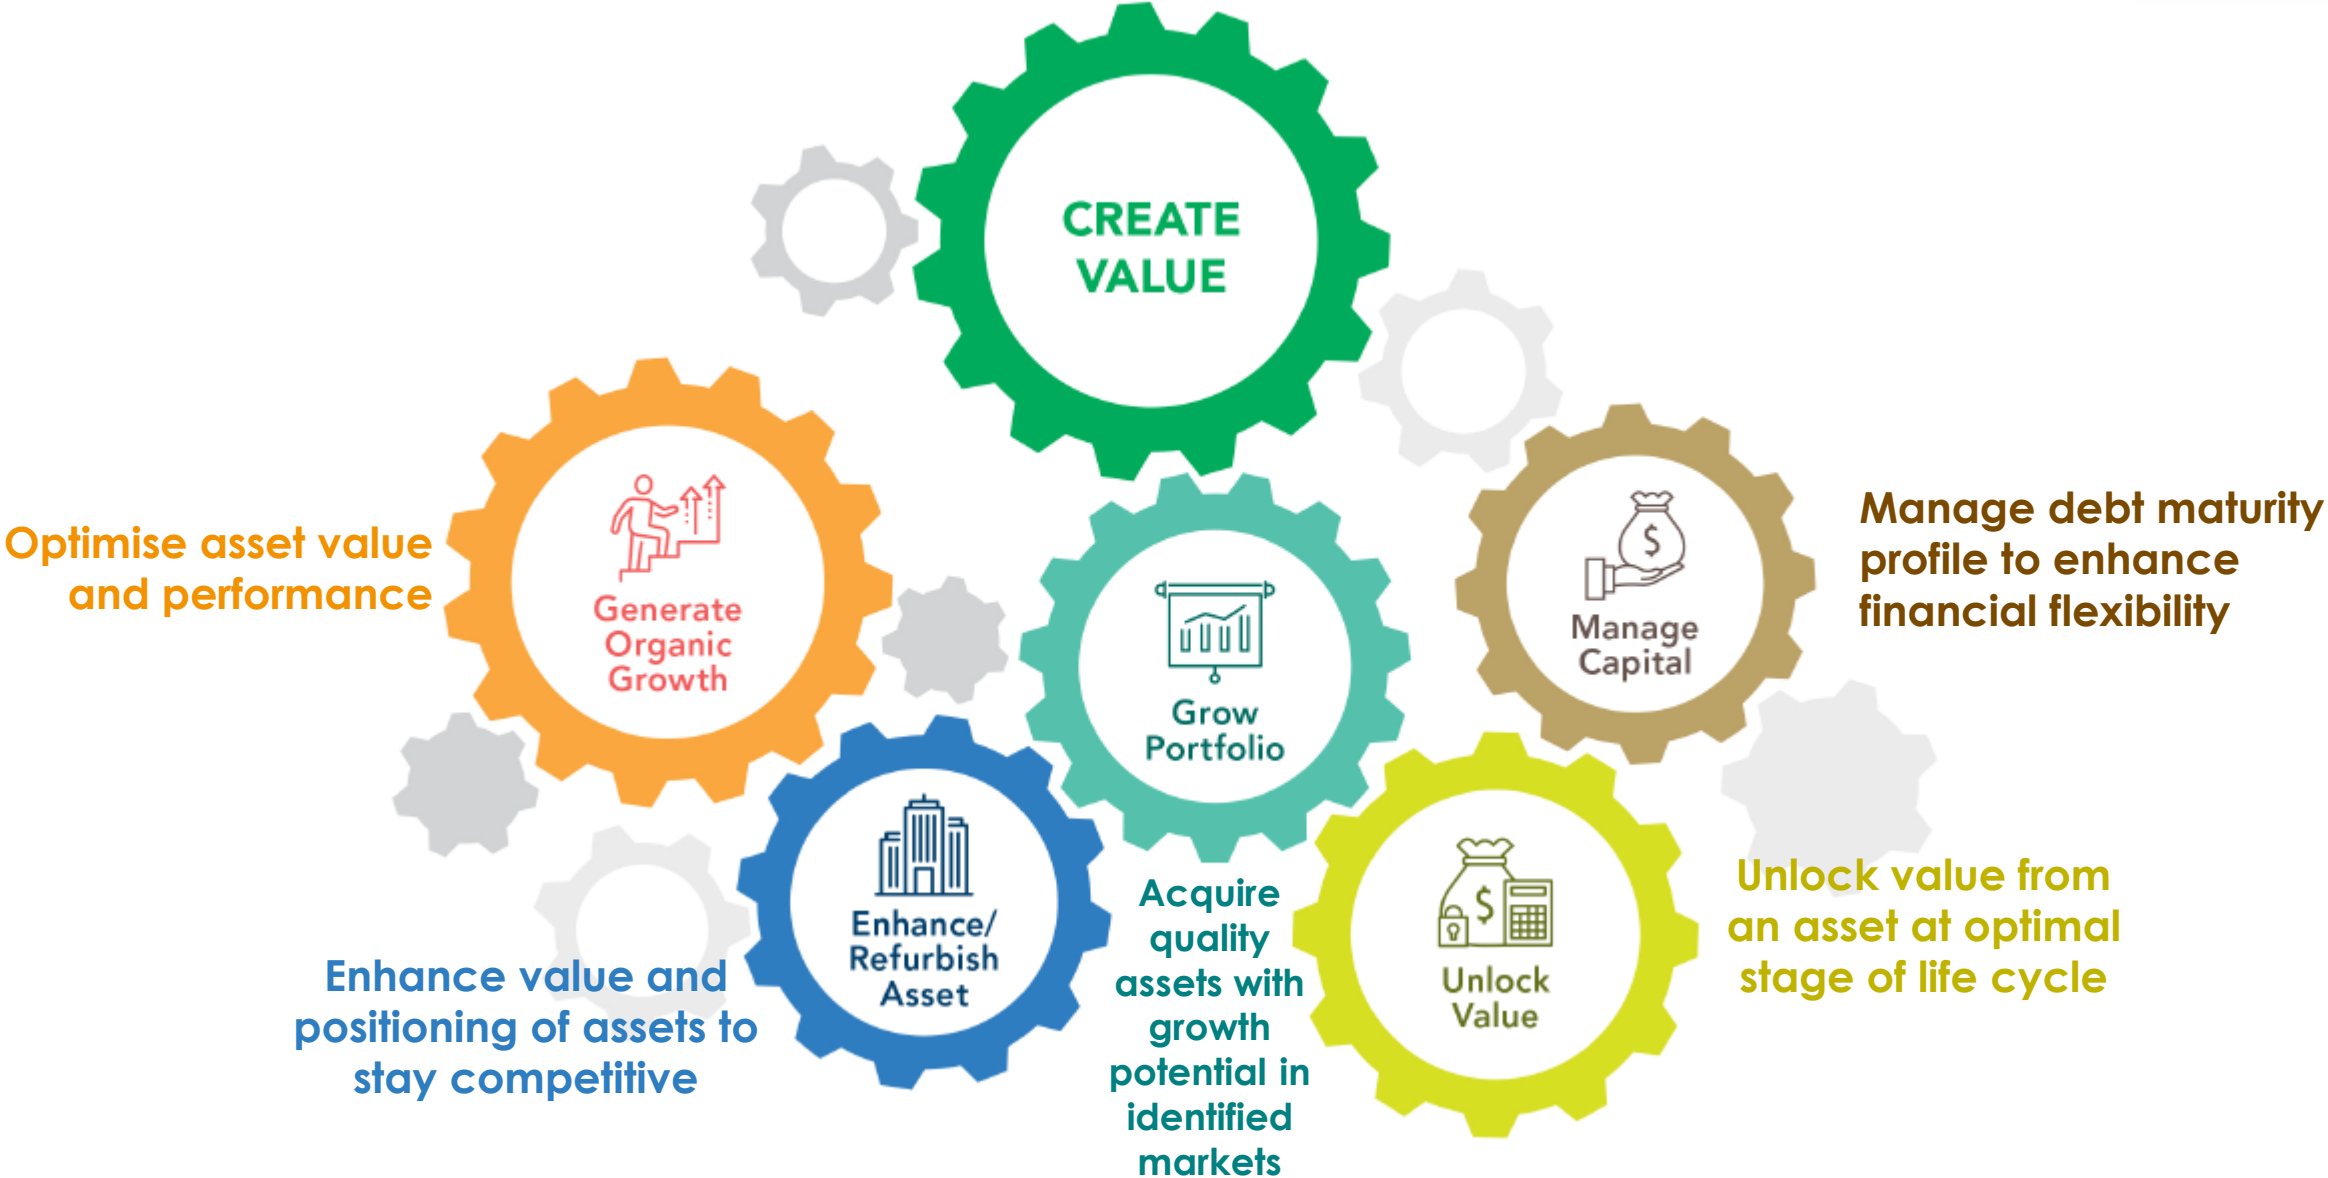 CREATE
VALUE
Optimise asset value
and performance
Generate
Organic
Growth
$
Manage
Capital
Manage debt maturity
profile to enhance
financial flexibility
Grow
Portfolio
Acquire
quality
assets with
growth
potential in
identified
markets
Enhance/
Refurbish
Asset
Enhance value and
positioning of assets to
stay competitive
$
Unlock
Value
Unlock value from
an asset at optimal
stage of life cycle